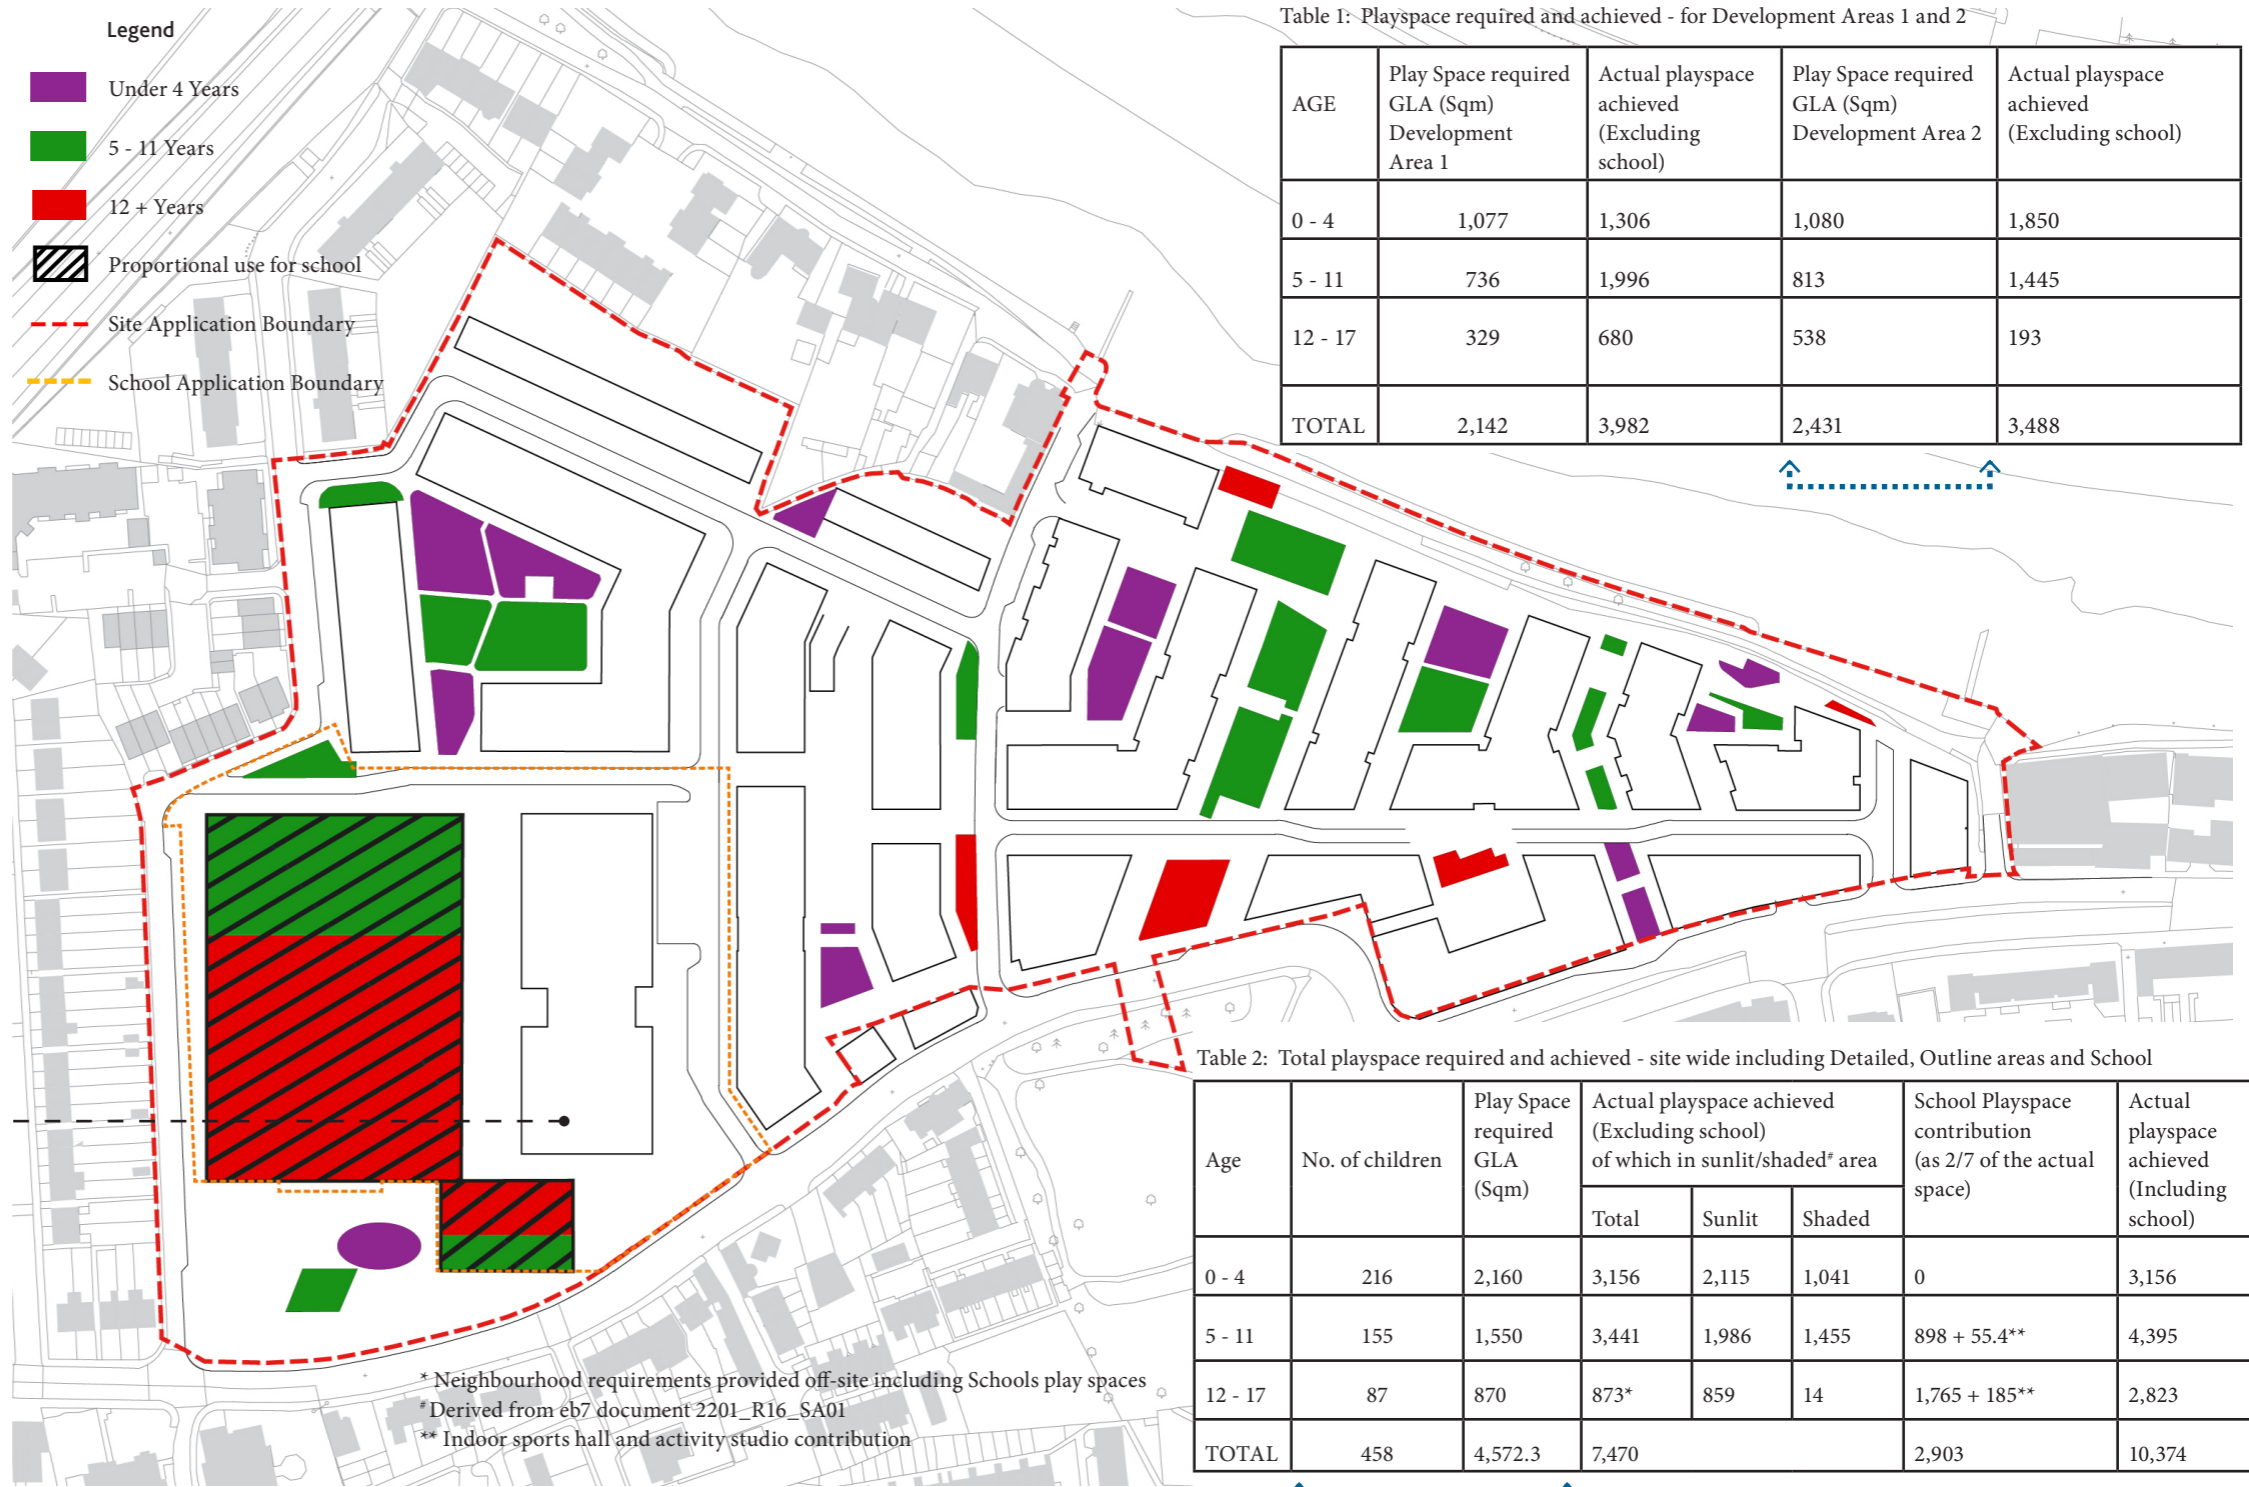 Legend
Under 4 Years
5 - 11 Years
12 + Years
Proportional use for school
Site Application Boundary
School Application Boundary
Table 1: Playspace required and achieved - for Development Areas 1 and 2
AGE
Play Space required
GLA (Sqm)
Development
Area 1
Actual playspace
achieved
(Excluding
school)
Play Space required
GLA (Sqm)
Development Area 2
Actual playspace
achieved
(Excluding school)
0 - 4 1,077 1,306 1,080 1,850
5 - 11 736 1,996 813 1,445
12 - 17 329 680 538 193
TOTAL 2,142 3,982 2,431 3,488
Table 2: Total playspace required and achieved - site wide including Detailed, Outline areas and School
Age
No. of children
Play Space
required
GLA
(Sqm)
Actual playspace achieved
(Excluding school)
of which in sunlit/shaded# area
Total Sunlit Shaded
School Playspace
contribution
(as 2/7 of the actual
space)
Actual
playspace
achieved
(Including
school)
0 - 4 216 2,160 3,156 2,115 1,041 0 3,156
5 - 11 155 1,550 3,441 1,986 1,455 898 + 55.4** 4,395
12 - 17 87 870 873* 859 14 1,765 + 185** 2,823
TOTAL 458 4,572.3 7,470 2,903 10,374
* Neighbourhood requirements provided off-site including Schools play spaces
# Derived from eb7 document 2201_R16_SA01
** Indoor sports hall and activity studio contribution